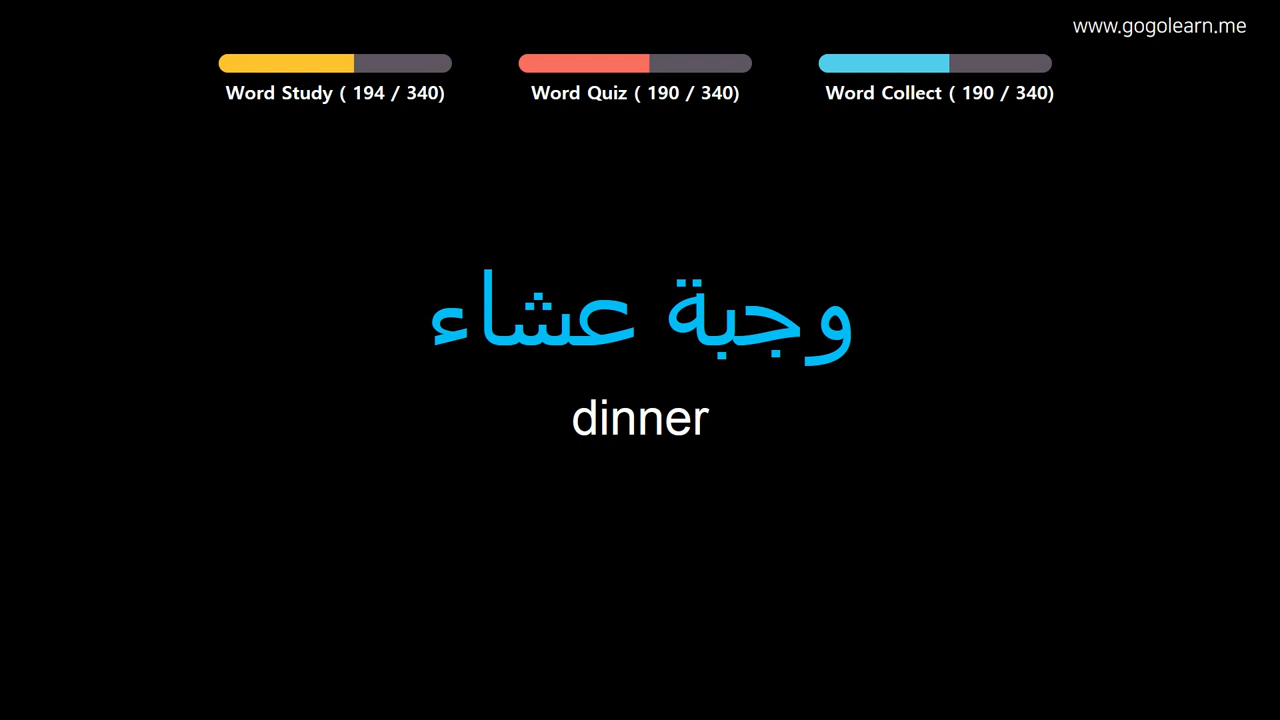 www.gogolearn.me
Word Study ( 194 / 340)
Word Quiz ( 190 / 340)
Word Collect ( 190 / 340)
وجبة عشاء
dinner